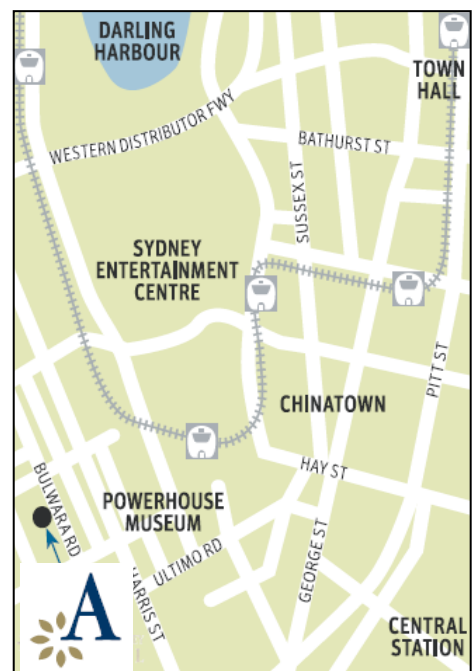 DARLING
HARBOUR
TOWN
HALL
WESTERN DISTRIBUTOR FWY
BATHURST ST
SUSSEX ST
SYDNEY
ENTERTAINMENT
CENTRE
PITT ST
CHINATOWN
HAY ST
BULWARA RD
POWERHOUSE
MUSEUM
ULTIMO RD
GEORGE ST
HARRIS ST
A
CENTRAL
STATION